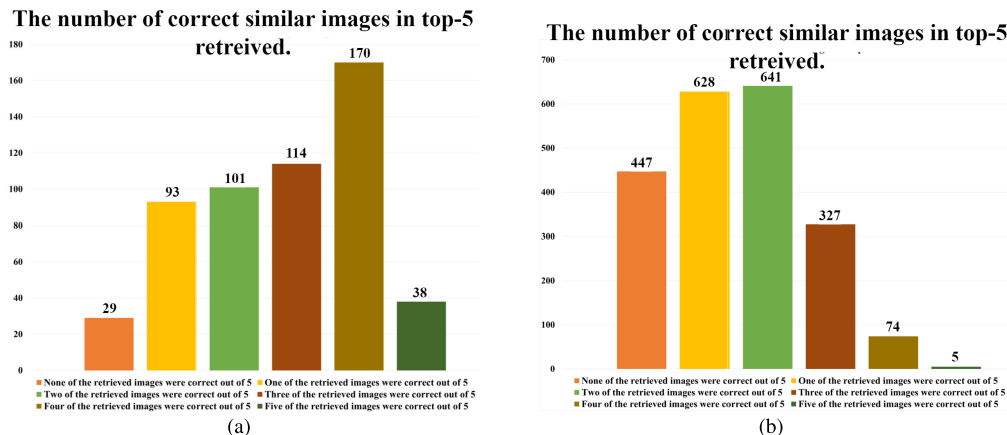 The number of correct similar images in top-5
retreived.
180
160
140
120
100
80
60
40
20
0
29
93
101
114
170
38
None of the retrieved images were correct out of 5
One of the retrieved images were correct out of 5
Two of the retrieved images were correct out of 5
Three of the retrieved images were correct out of 5
Four of the retrieved images were correct out of 5
Five of the retrieved images were correct out of 5
(a)
The number of correct similar images in top-5
retreived.
700
600
500
400
300
200
100
0
447
628
641
327
74
5
None of the retrieved images were correct out of 5
One of the retrieved images were correct out of 5
Two of the retrieved images were correct out of 5
Three of the retrieved images were correct out of 5
Four of the retrieved images were correct out of 5
Five of the retrieved images were correct out of 5
(b)